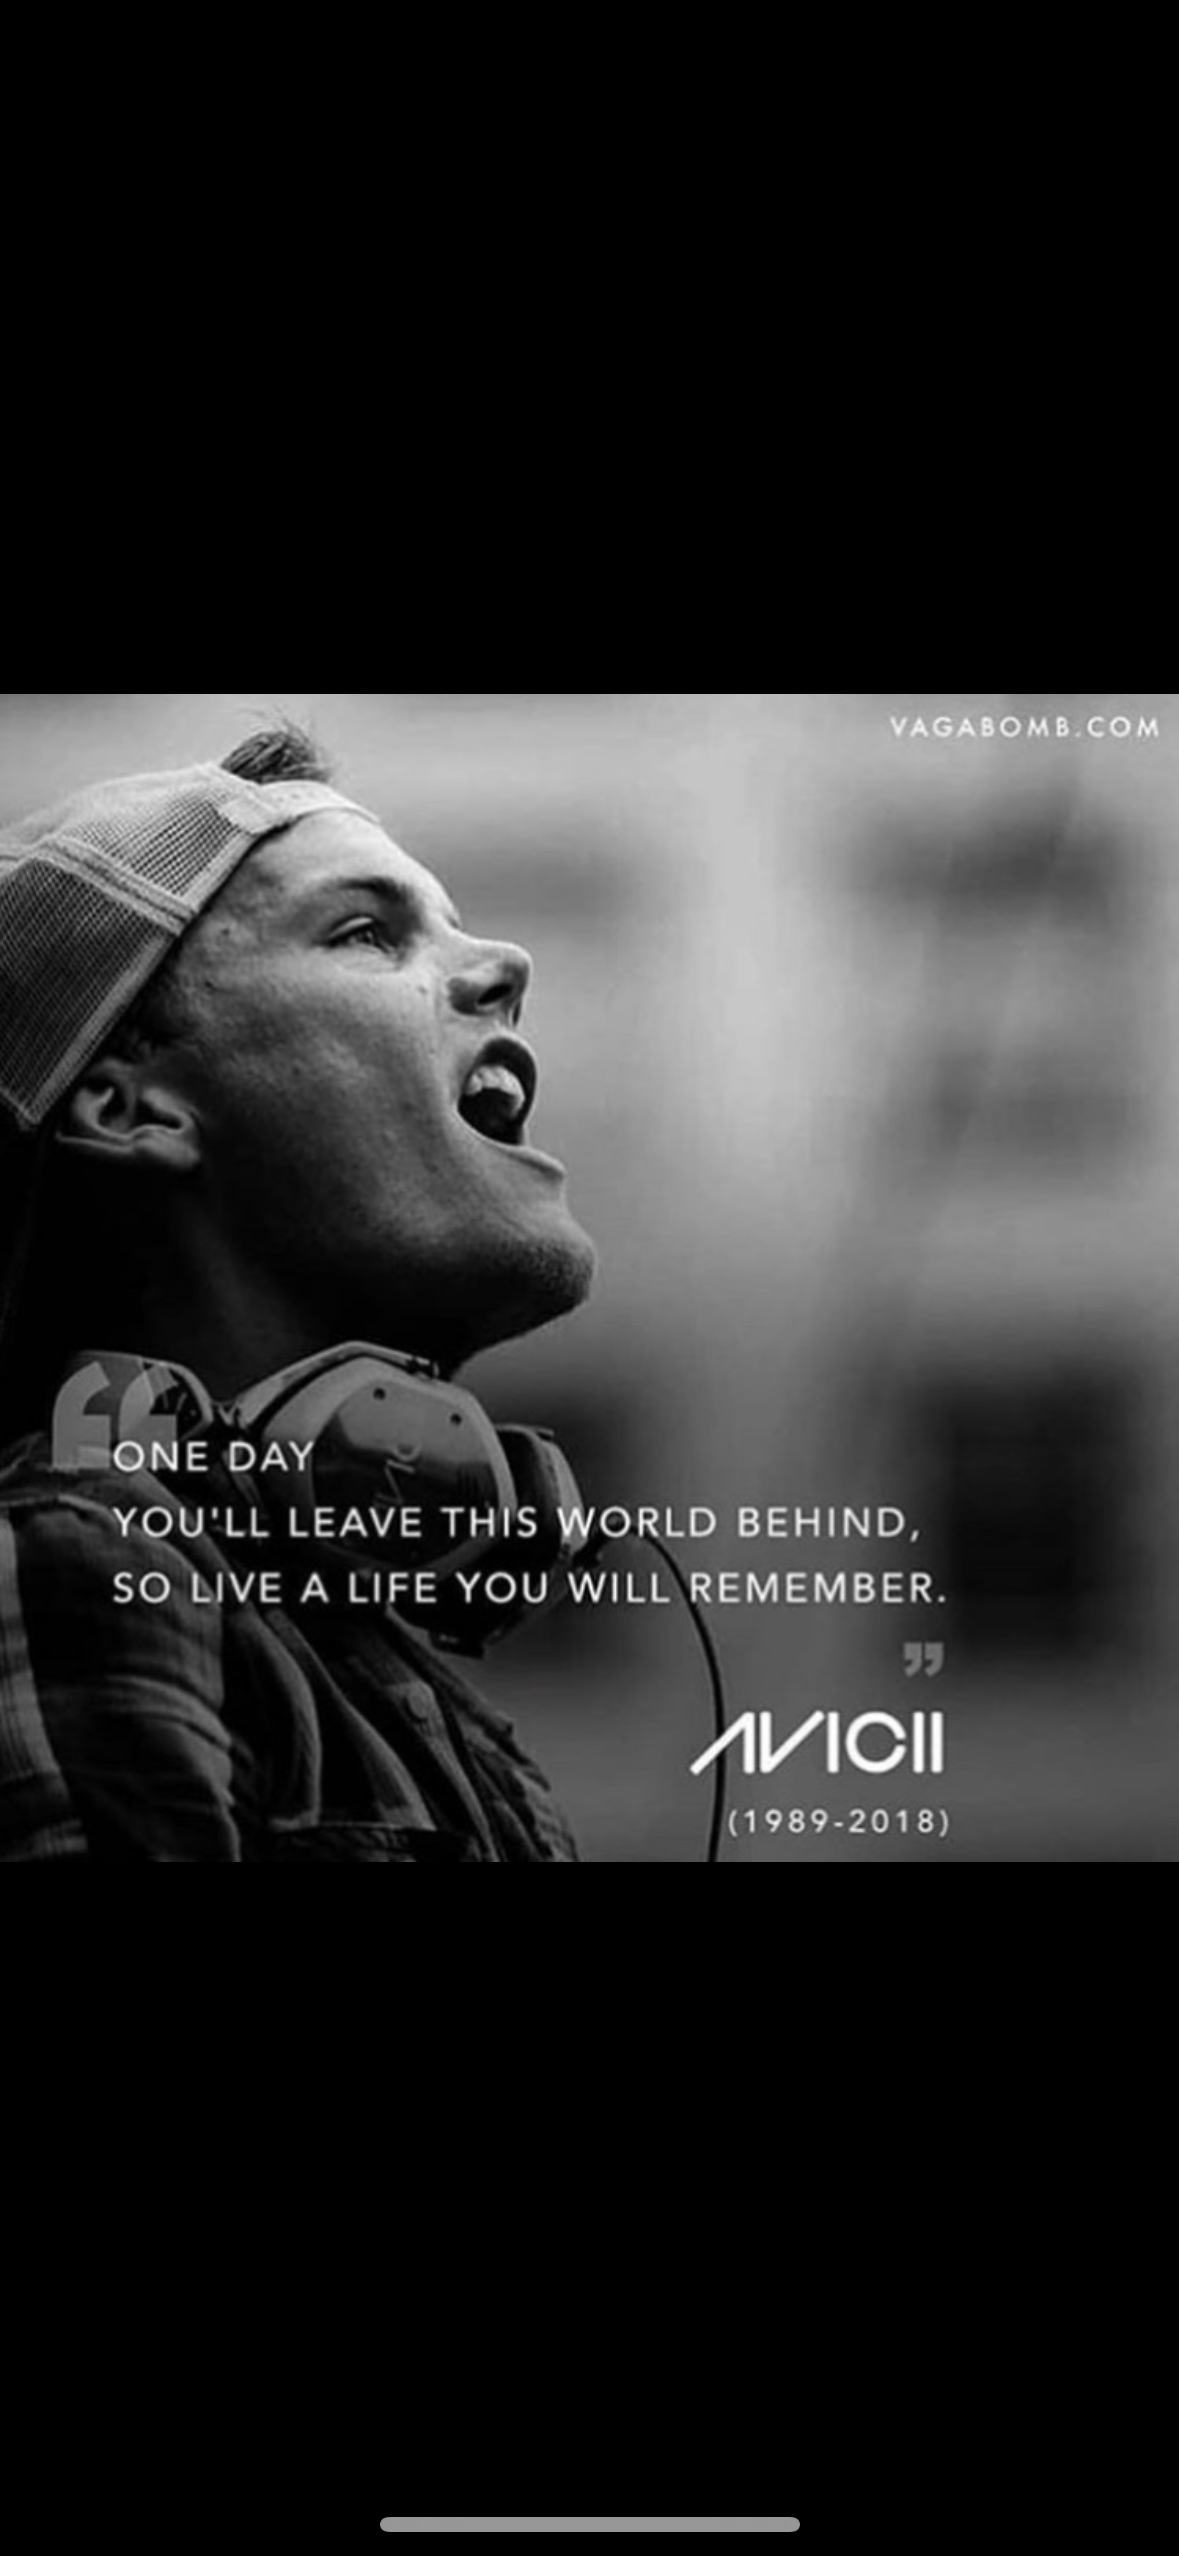 VAGABOMB.COM
“ONE DAY
YOU'LL LEAVE THIS WORLD BEHIND,
SO LIVE A LIFE YOU WILL REMEMBER.
”
AVICII
(1989-2018)